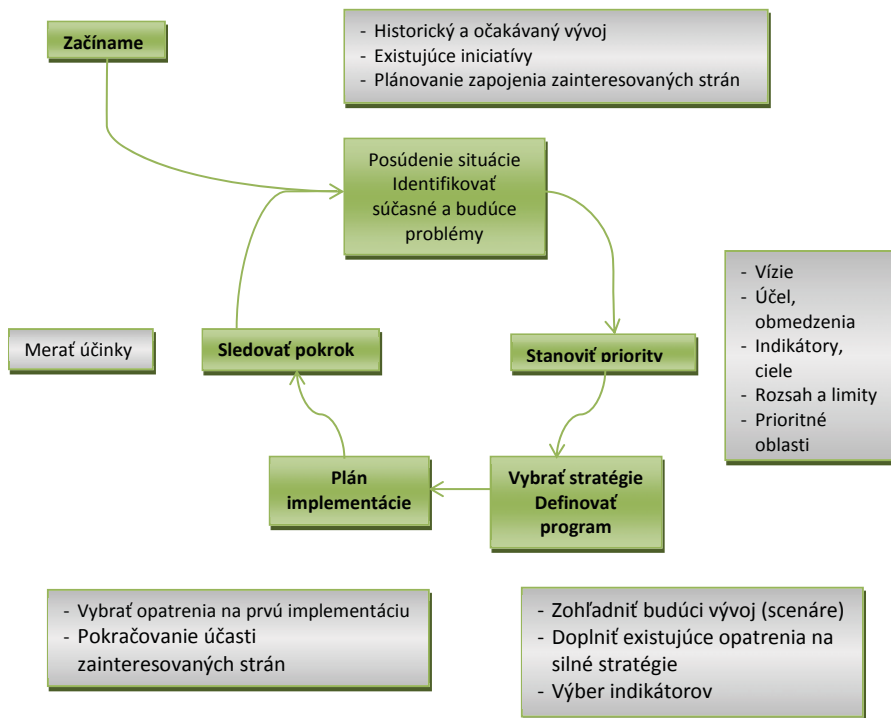 Začíname
- Historický a očakávaný vývoj
- Existujúce iniciatívy
- Plánovanie zapojenia zainteresovaných strán
Posúdenie situácie
Identifikovať
súčasné a budúce
problémy
- Vízie
- Účel,
obmedzenia
- Indikátory,
ciele
- Rozsah a limity
- Prioritné
oblasti
Merať účinky
Sledovať pokrok
Stanoviť priority
Plán
implementácie
Vybrať stratégie
Definovať
program
- Vybrať opatrenia na prvú implementáciu
- Pokračovanie účasti
zainteresovaných strán
- Zohľadniť budúci vývoj (scenáre)
- Doplniť existujúce opatrenia na
silné stratégie
- Výber indikátorov